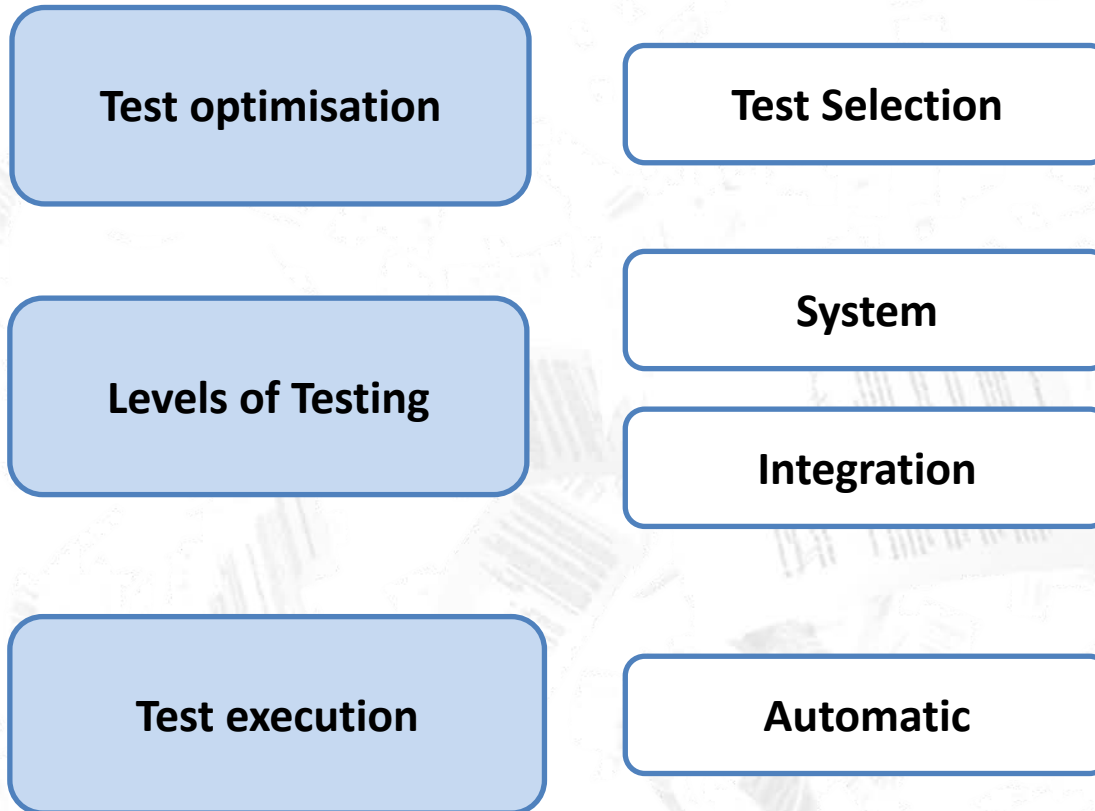 Test optimisation
Test Selection
Levels of Testing
System
Integration
Test execution
Automatic